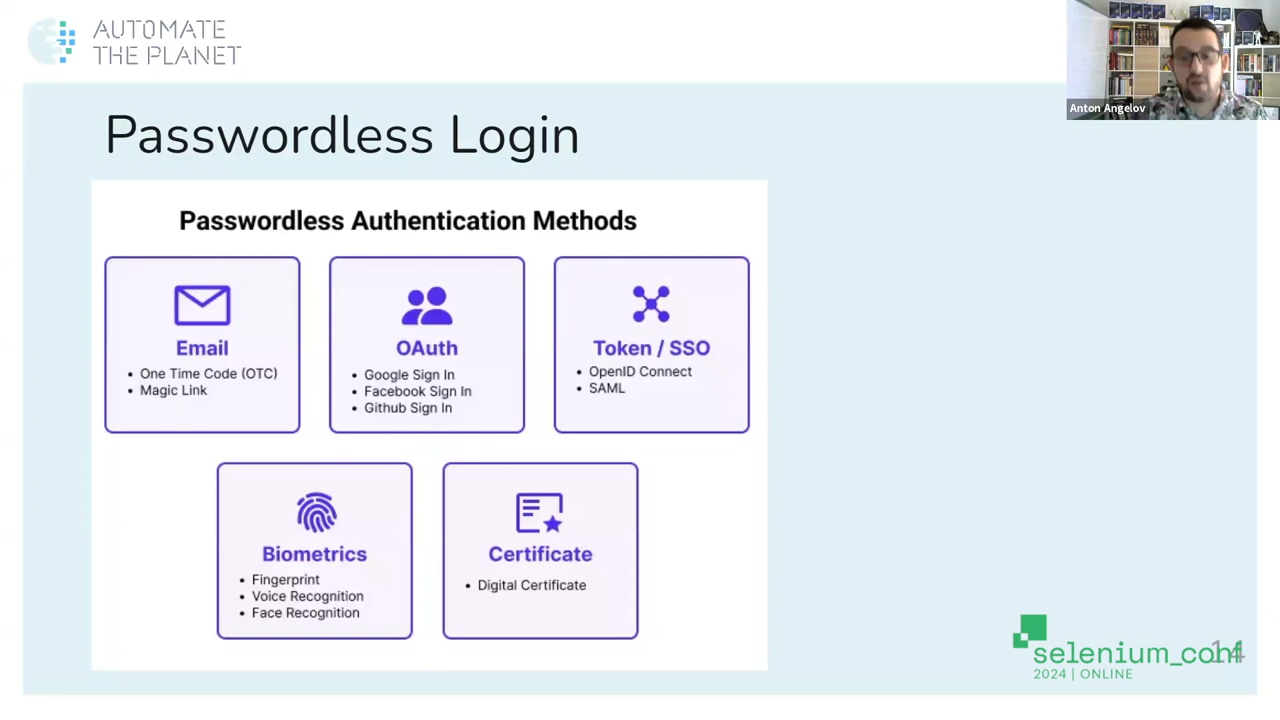 AUTOMATE
THE PLANET
Anton Angelov
Passwordless Login
Passwordless Authentication Methods
Email
• One Time Code (OTC)
• Magic Link
OAuth
• Google Sign In
• Facebook Sign In
• Github Sign In
Token / SSO
• OpenID Connect
• SAML
Biometrics
• Fingerprint
• Voice Recognition
• Face Recognition
Certificate
• Digital Certificate
selenium_conf
14
2024 | ONLINE